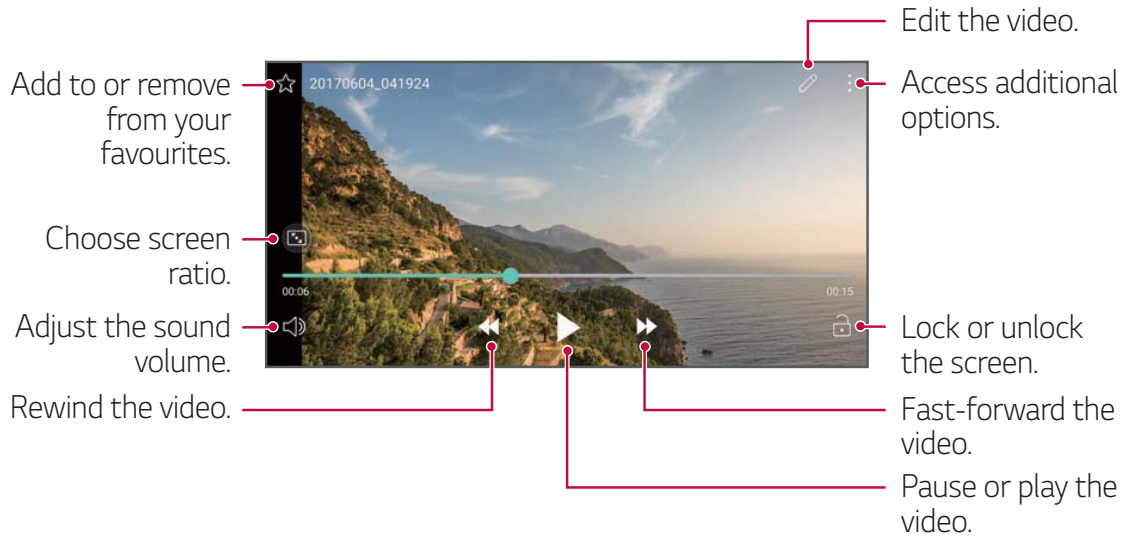 Edit the video.
Add to or remove
from your
favourites.
20170604_041924
Access additional
options.
Choose screen
ratio.
00:06
00:15
Adjust the sound
volume.
Lock or unlock
the screen.
Rewind the video.
Fast-forward the
video.
Pause or play the
video.